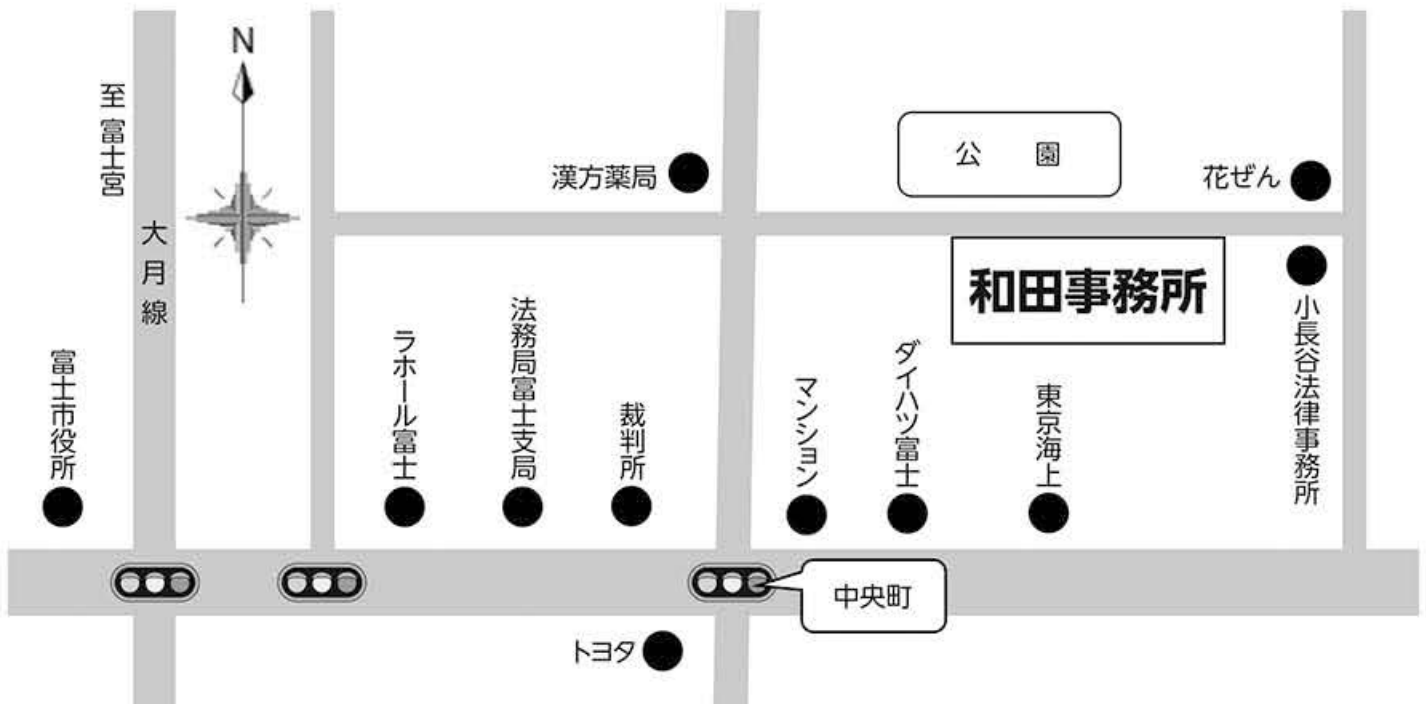 N
至富士宮
大月線
漢方薬局
公園
花ぜん
和田事務所
小長谷法律事務所
富士市役所
ラホール富士
法務局富士支局
裁判所
マンション
ダイハツ富士
東京海上
中央町
トヨタ